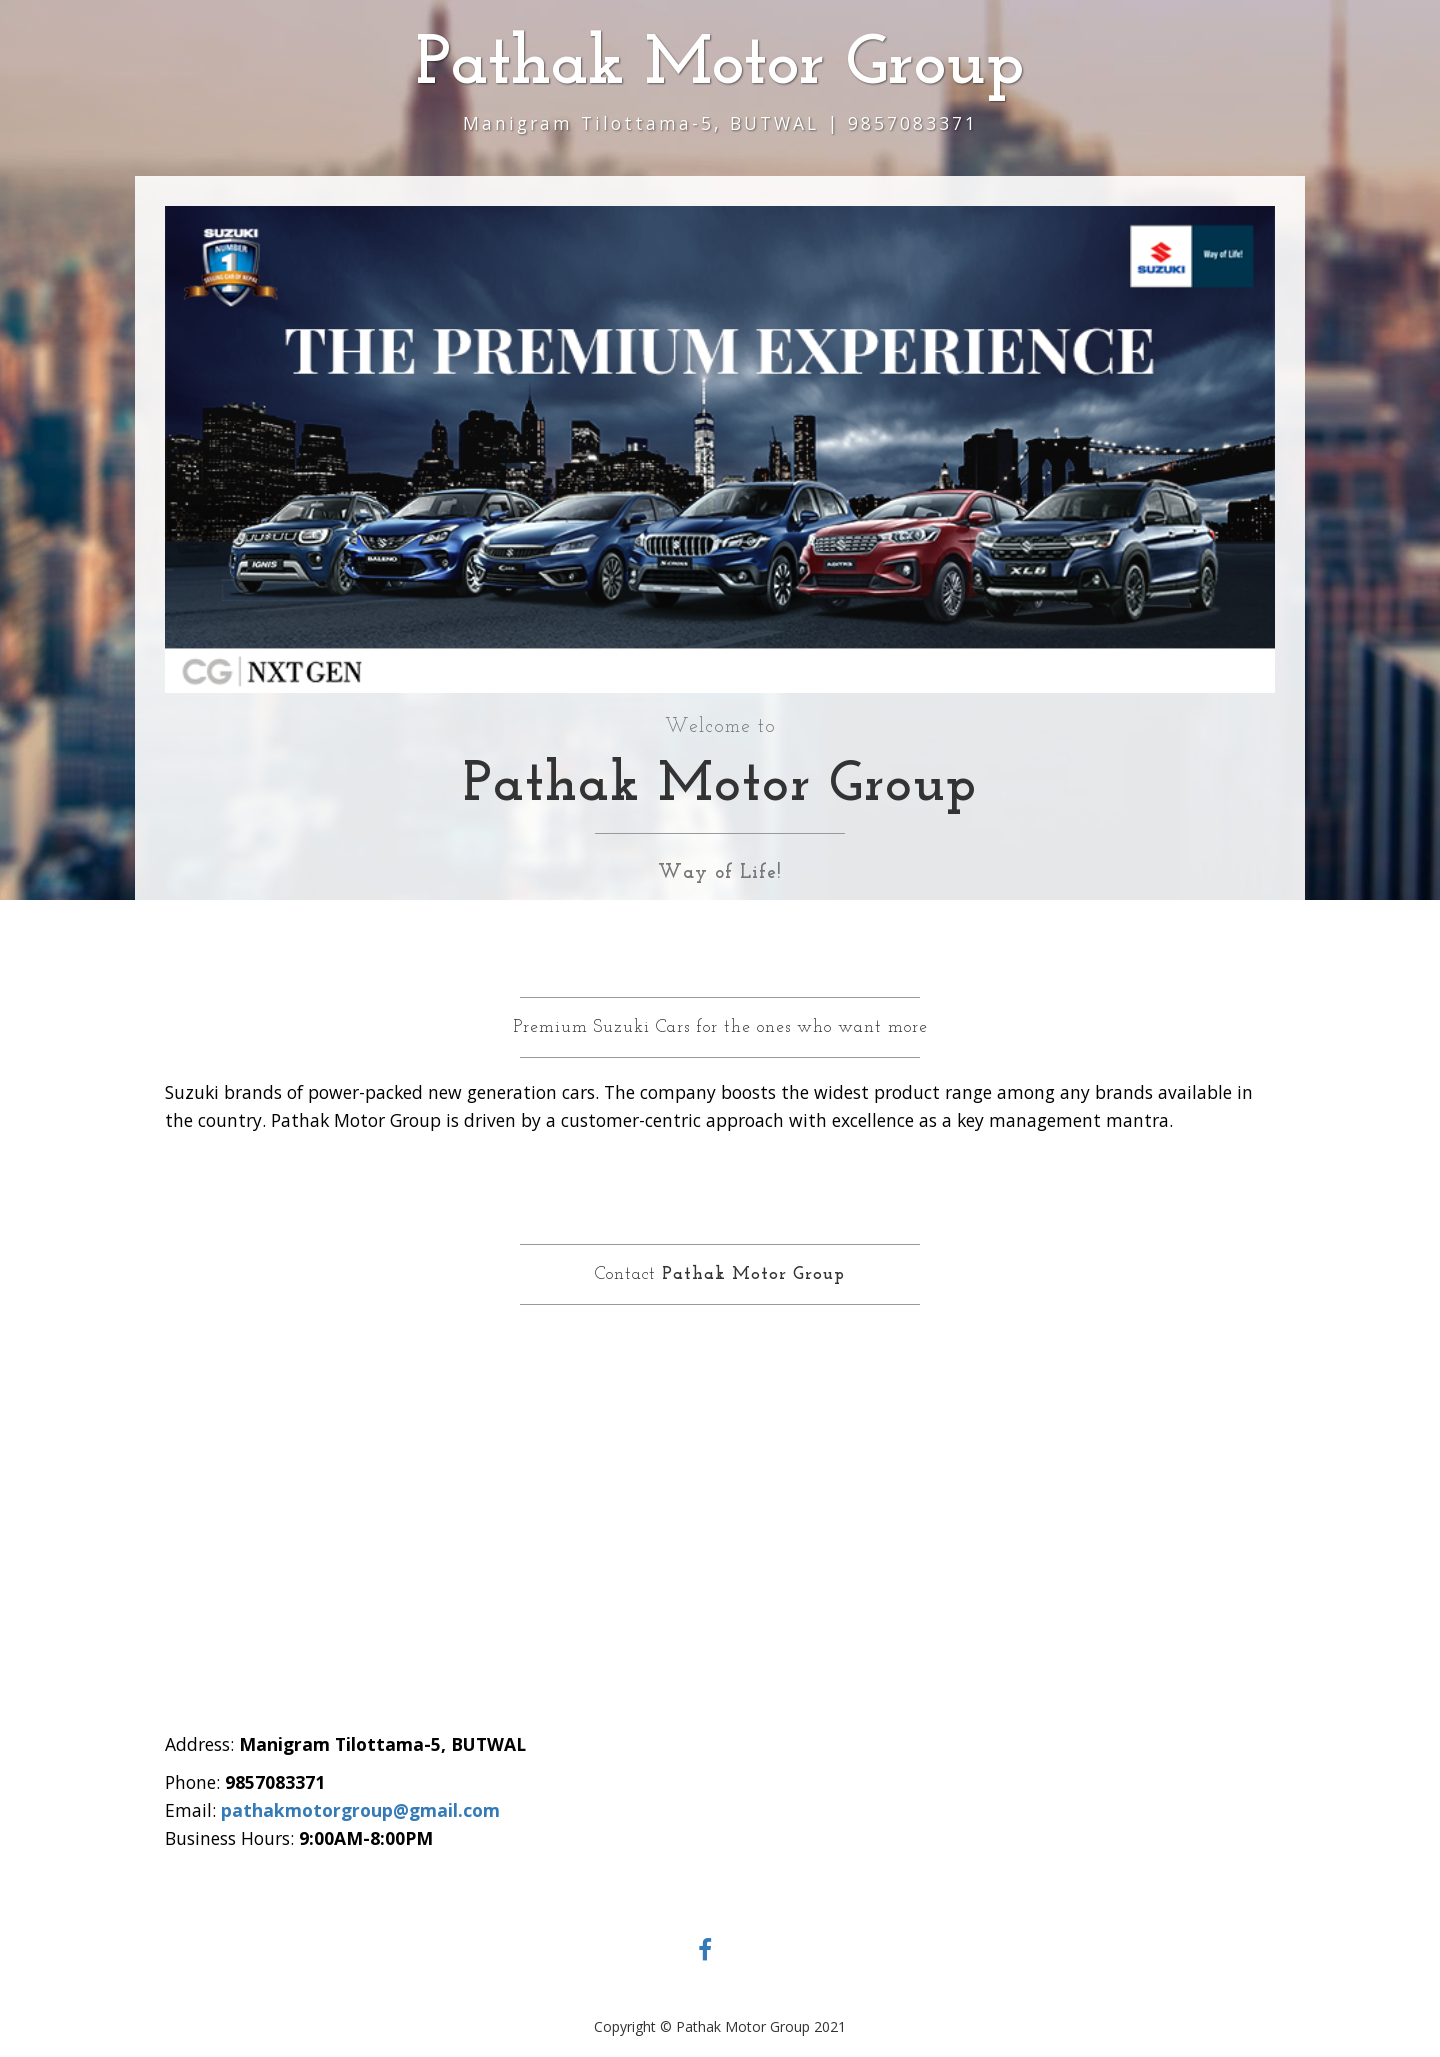 Pathak Motor Group
Manigram Tilottama-5, BUTWAL | 9857083371
SUZUKI
NUMBER
1
SELLING CAR OF NEPAL
SUZUKI
Way of Life!
THE PREMIUM EXPERIENCE
IGNIS
BALENO
CIAZ
S-CROSS
XL6
CG | NXTGEN
Welcome to
Pathak Motor Group
Way of Life!
Premium Suzuki Cars for the ones who want more
Suzuki brands of power-packed new generation cars. The company boosts the widest product range among any brands available in
the country. Pathak Motor Group is driven by a customer-centric approach with excellence as a key management mantra.
Contact Pathak Motor Group
Address: Manigram Tilottama-5, BUTWAL
Phone: 9857083371
Email: pathakmotorgroup@gmail.com
Business Hours: 9:00AM-8:00PM
Copyright © Pathak Motor Group 2021